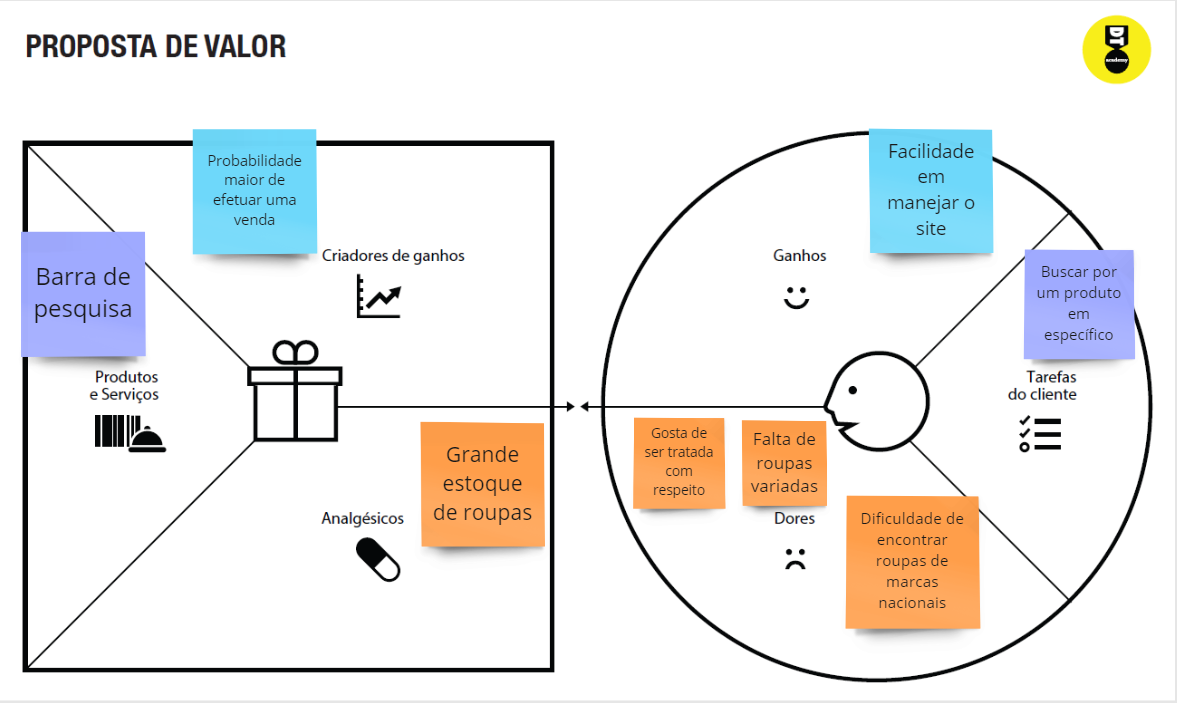 PROPOSTA DE VALOR
DT
academy
Probabilidade
maior de
efetuar uma
venda
Criadores de ganhos
Barra de
pesquisa
Produtos
e Serviços
Grande
estoque
de roupas
Analgésicos
Facilidade
em
manejar o
site
Ganhos
Buscar por
um produto
em
específico
Tarefas
do cliente
Gosta de
ser tratada
com
respeito
Falta de
roupas
variadas
Dores
Dificuldade de
encontrar
roupas de
marcas
nacionais